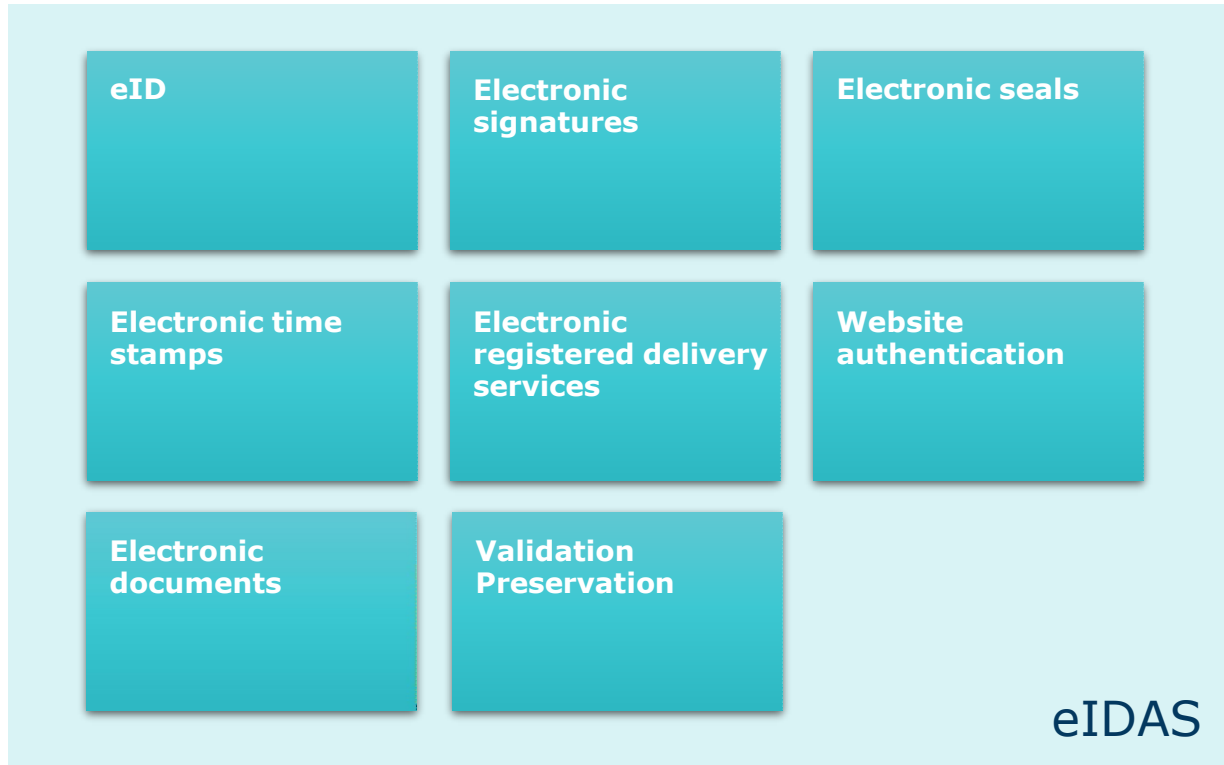 eID
Electronic
signatures
Electronic seals
Electronic time
stamps
Electronic
registered delivery
services
Website
authentication
Electronic
documents
Validation
Preservation
eIDAS